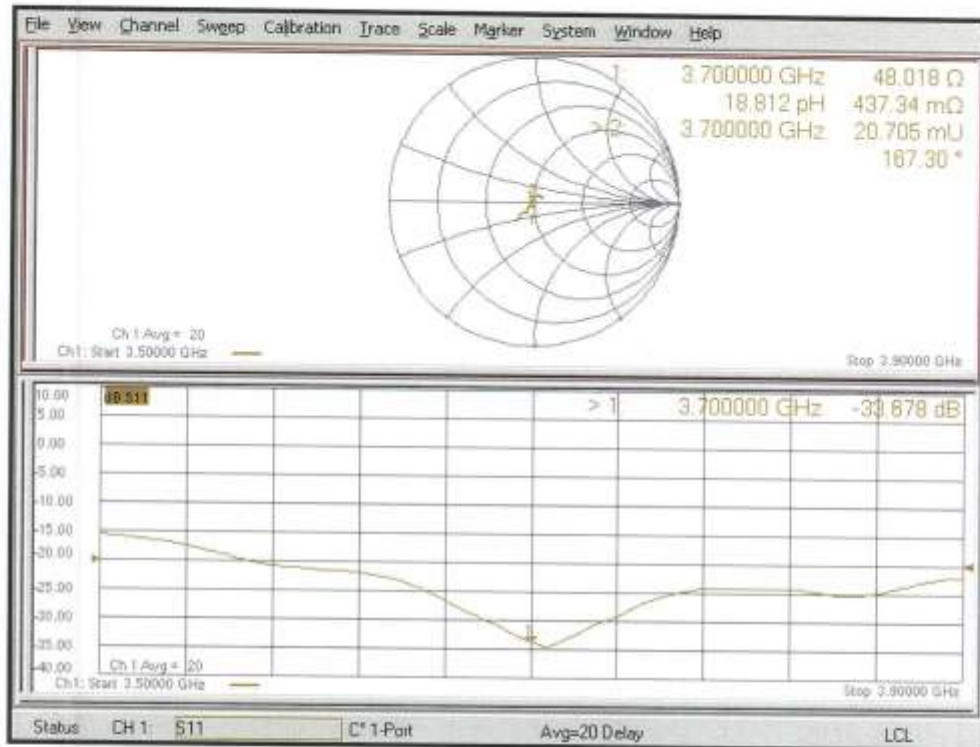 File View Channel Sweep Calibration Trace Scale Marker System Window Help
1 3.700000 GHz 48.018 Ω
18.812 pH 437.34 mΩ
>2 3.700000 GHz 20.705 mU
167.30 °
Ch 1 Avg = 20
Ch1: Start 3.50000 GHz
Stop 3.90000 GHz
10.00
dB S11
> 1 3.700000 GHz -33.878 dB
5.00
0.00
-5.00
-10.00
-15.00
-20.00
-25.00
-30.00
1
-35.00
-40.00
Ch 1 Avg = 20
Ch1: Start 3.50000 GHz
Stop 3.90000 GHz
Status CH 1: S11 C* 1-Port Avg=20 Delay LCL